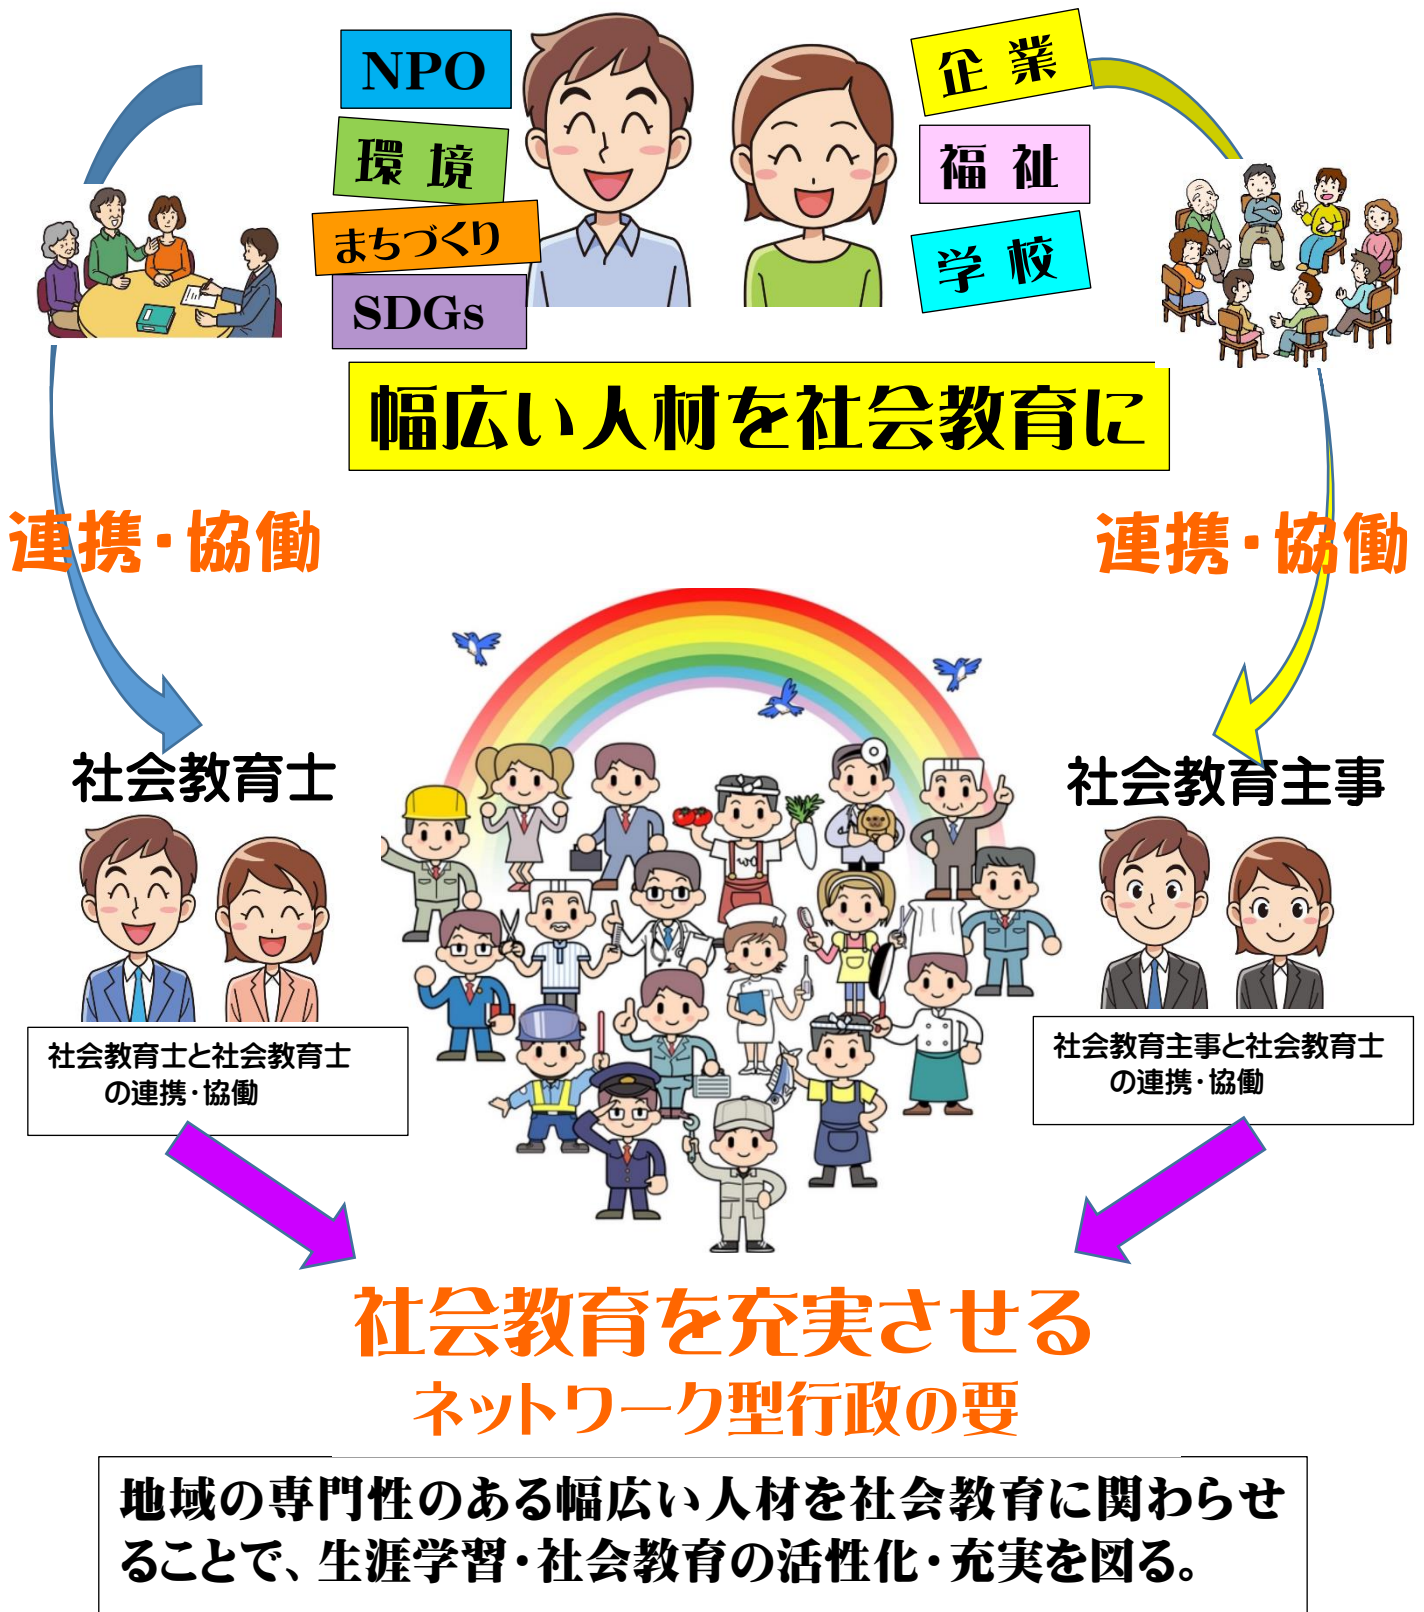 NPO
環境
まちづくり
SDGs
企業
福祉
学校
幅広い人材を社会教育に
連携・協働
連携・協働
社会教育士
社会教育主事
社会教育士と社会教育士
の連携・協働
社会教育主事と社会教育士
の連携・協働
社会教育を充実させる
ネットワーク型行政の要
地域の専門性のある幅広い人材を社会教育に関わらせ
ることで、生涯学習・社会教育の活性化・充実を図る。